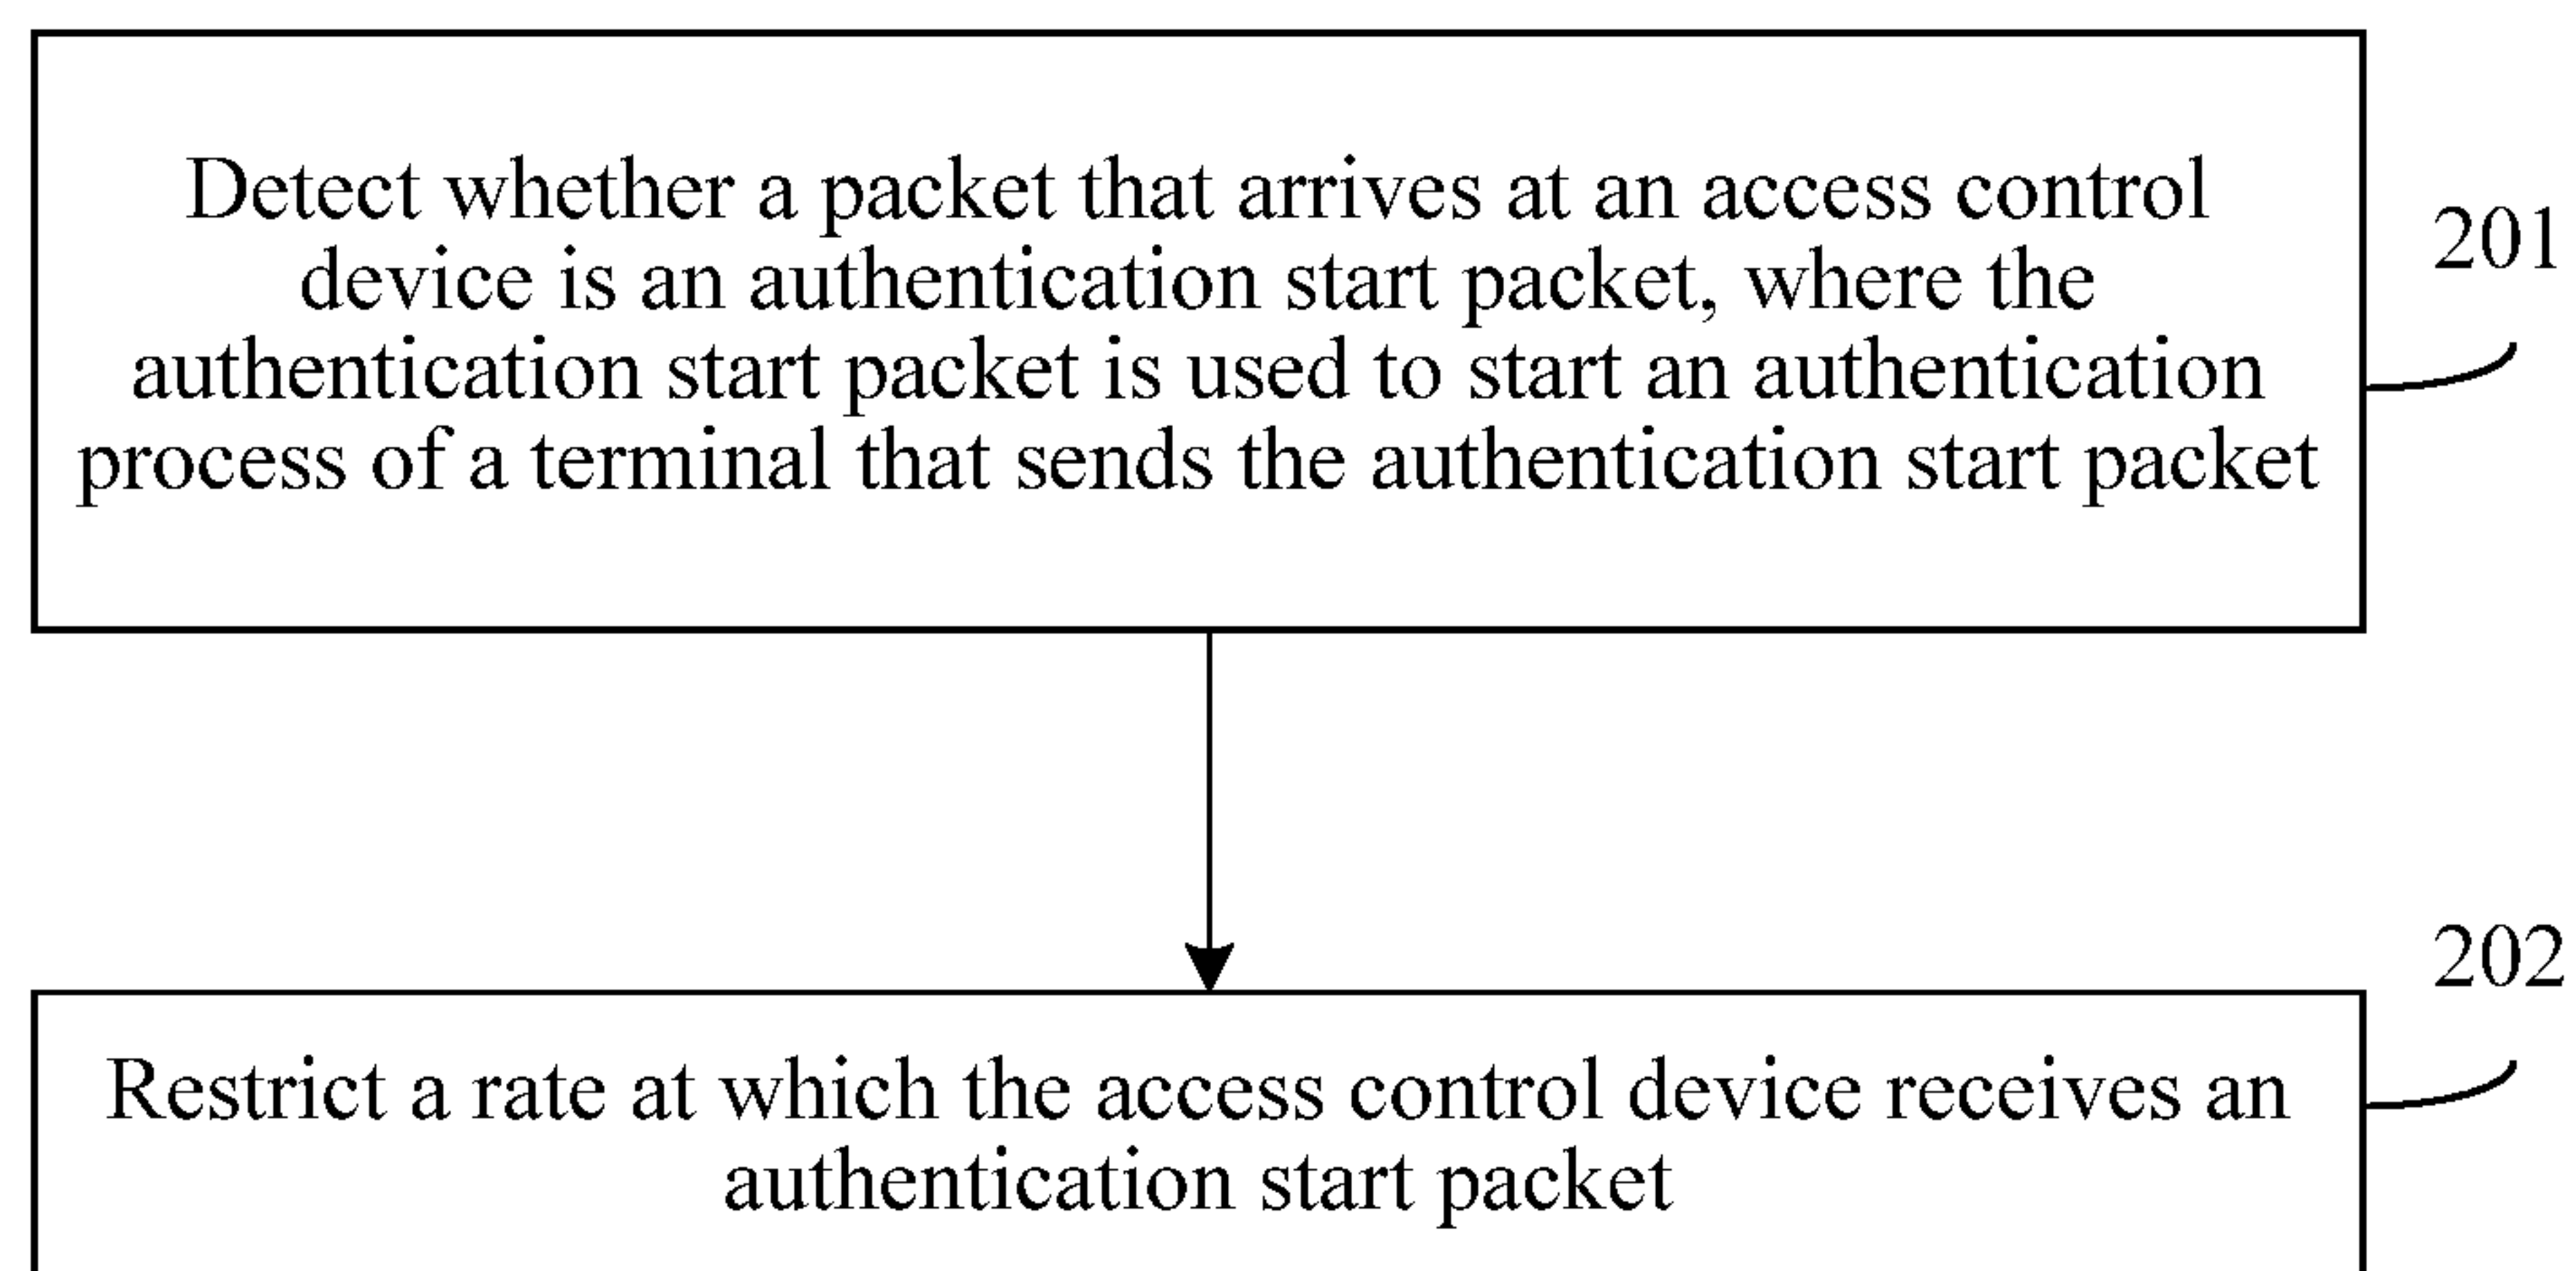 Detect whether a packet that arrives at an access control
device is an authentication start packet, where the
authentication start packet is used to start an authentication
process of a terminal that sends the authentication start packet
201
202
Restrict a rate at which the access control device receives an
authentication start packet